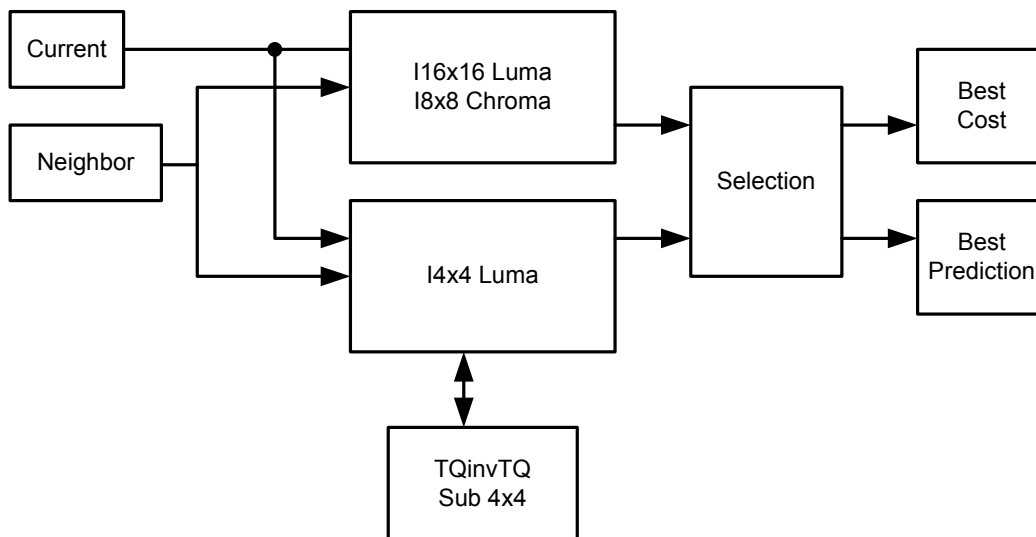 Current
I16x16 Luma
I8x8 Chroma
Best
Cost
Neighbor
Selection
I4x4 Luma
Best
Prediction
TQinvTQ
Sub 4x4